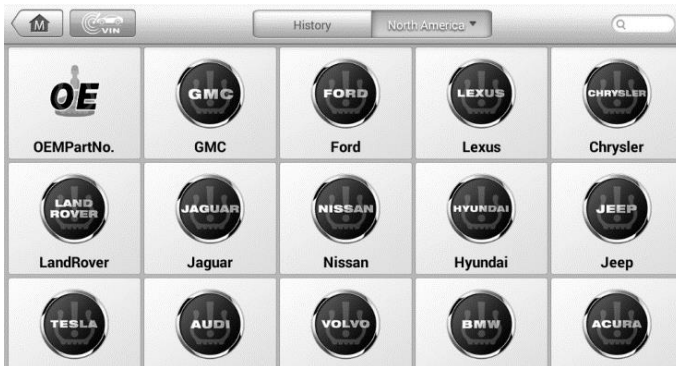 M
VIN
History
North America
OE
GMC
FORD
LEXUS
CHRYSLER
OEMPartNo.
GMC
Ford
Lexus
Chrysler
LAND
ROVER
JAGUAR
NISSAN
HYUNDAI
JEEP
LandRover
Jaguar
Nissan
Hyundai
Jeep
TESLA
AUDI
VOLVO
BMW
ACURA